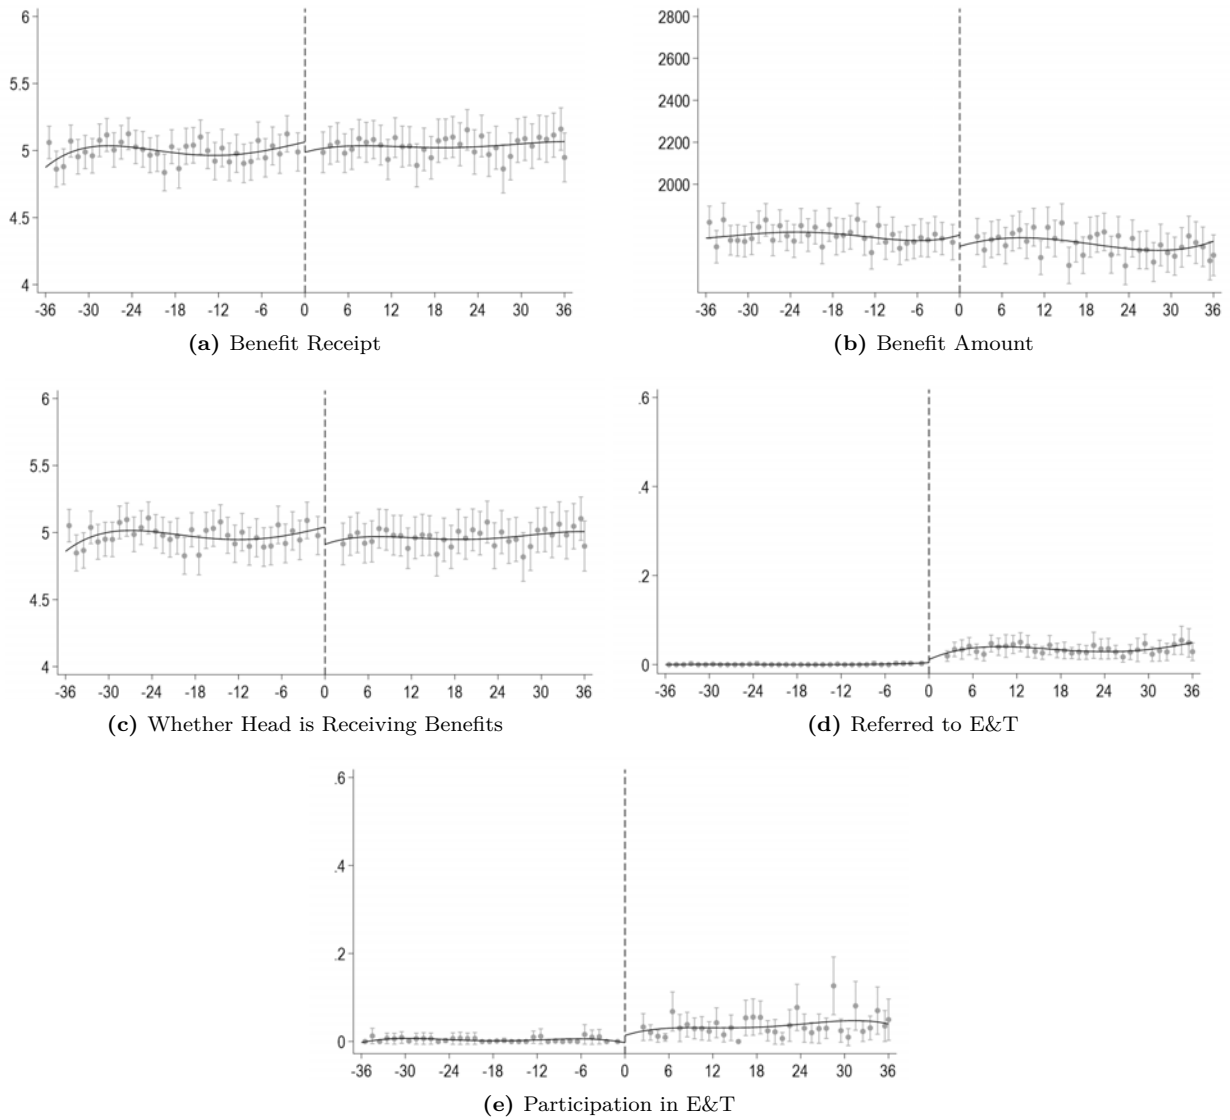 6
5.5
5
4.5
4
-36 -30 -24 -18 -12 -6 0 6 12 18 24 30 36
(a) Benefit Receipt
2800
2600
2400
2200
2000
-36 -30 -24 -18 -12 -6 0 6 12 18 24 30 36
(b) Benefit Amount
6
5.5
5
4.5
4
-36 -30 -24 -18 -12 -6 0 6 12 18 24 30 36
(c) Whether Head is Receiving Benefits
.6
.4
.2
0
-36 -30 -24 -18 -12 -6 0 6 12 18 24 30 36
(d) Referred to E&T
.6
.4
.2
0
-36 -30 -24 -18 -12 -6 0 6 12 18 24 30 36
(e) Participation in E&T